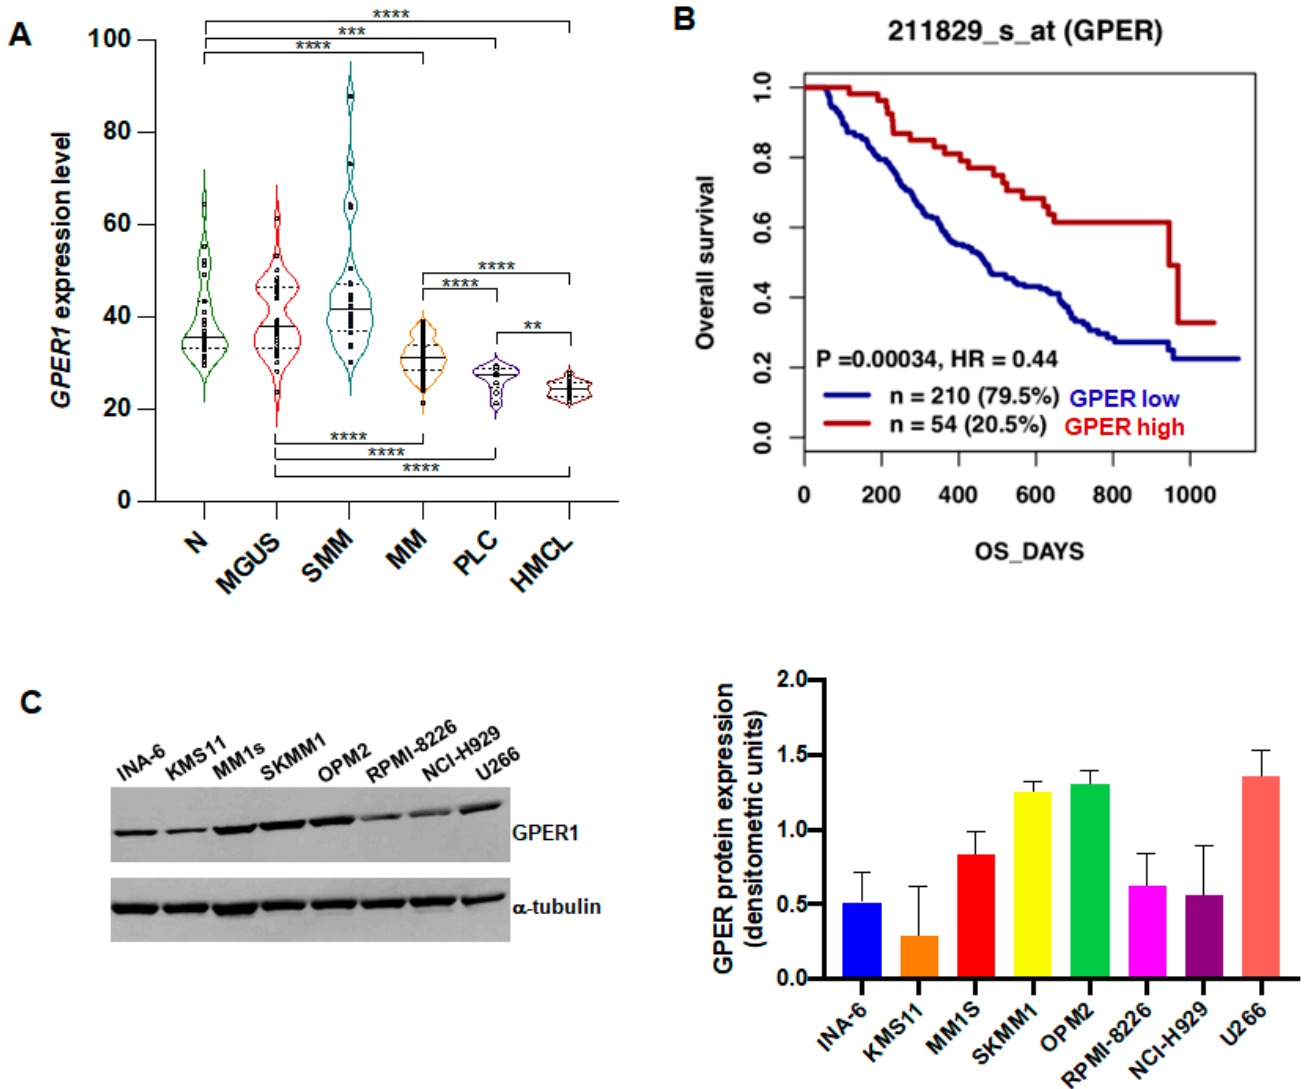 A
****
***
****
100
80
60
40
20
0
GPER1 expression level
****
****
**
****
****
****
N
MGUS
SMM
MM
PLC
HMCL
B
211829_s_at (GPER)
1.0
0.8
0.6
0.4
0.2
0.0
Overall survival
P =0.00034, HR = 0.44
n = 210 (79.5%) GPER low
n = 54 (20.5%) GPER high
0 200 400 600 800 1000
OS_DAYS
C
INA-6
KMS11
MM1s
SKMM1
OPM2
RPMI-8226
NCI-H929
U266
GPER1
α-tubulin
GPER protein expression
(densitometric units)
2.0
1.5
1.0
0.5
0.0
INA-6
KMS11
MM1S
SKMM1
OPM2
RPMI-8226
NCI-H929
U266